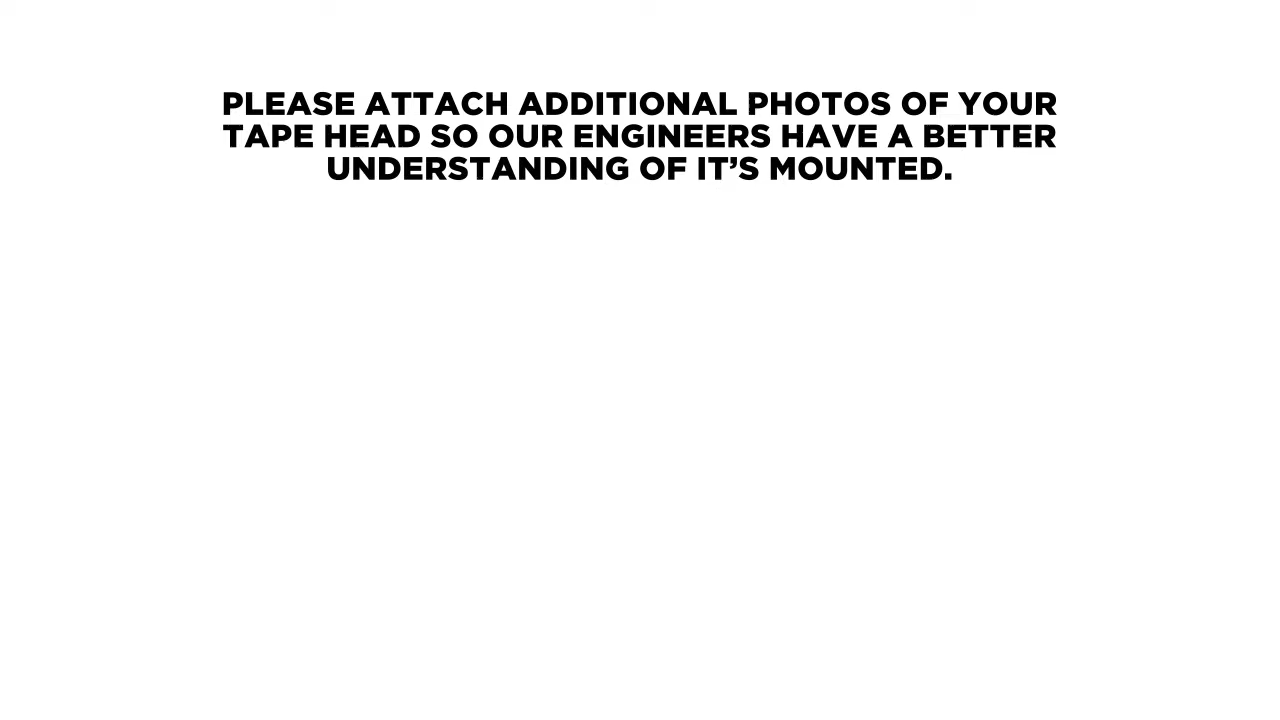 PLEASE ATTACH ADDITIONAL PHOTOS OF YOUR
TAPE HEAD SO OUR ENGINEERS HAVE A BETTER
UNDERSTANDING OF IT’S MOUNTED.